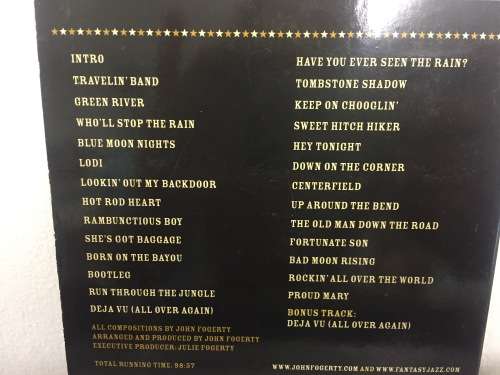 INTRO
TRAVELIN' BAND
GREEN RIVER
WHO'LL STOP THE RAIN
BLUE MOON NIGHTS
LODI
LOOKIN' OUT MY BACKDOOR
HOT ROD HEART
RAMBUNCTIOUS BOY
SHE'S GOT BAGGAGE
BORN ON THE BAYOU
BOOTLEG
RUN THROUGH THE JUNGLE
DEJA VU (ALL OVER AGAIN)
ALL COMPOSITIONS BY JOHN FOGERTY
ARRANGED AND PRODUCED BY JOHN FOGERTY
EXECUTIVE PRODUCER: JULIE FOGERTY
TOTAL RUNNING TIME: 98:57
HAVE YOU EVER SEEN THE RAIN?
TOMBSTONE SHADOW
KEEP ON CHOOGLIN'
SWEET HITCH HIKER
HEY TONIGHT
DOWN ON THE CORNER
CENTERFIELD
UP AROUND THE BEND
THE OLD MAN DOWN THE ROAD
FORTUNATE SON
BAD MOON RISING
ROCKIN' ALL OVER THE WORLD
PROUD MARY
BONUS TRACK:
DEJA VU (ALL OVER AGAIN)
WWW.JOHNFOGERTY.COM AND WWW.FANTASYJAZZ.COM